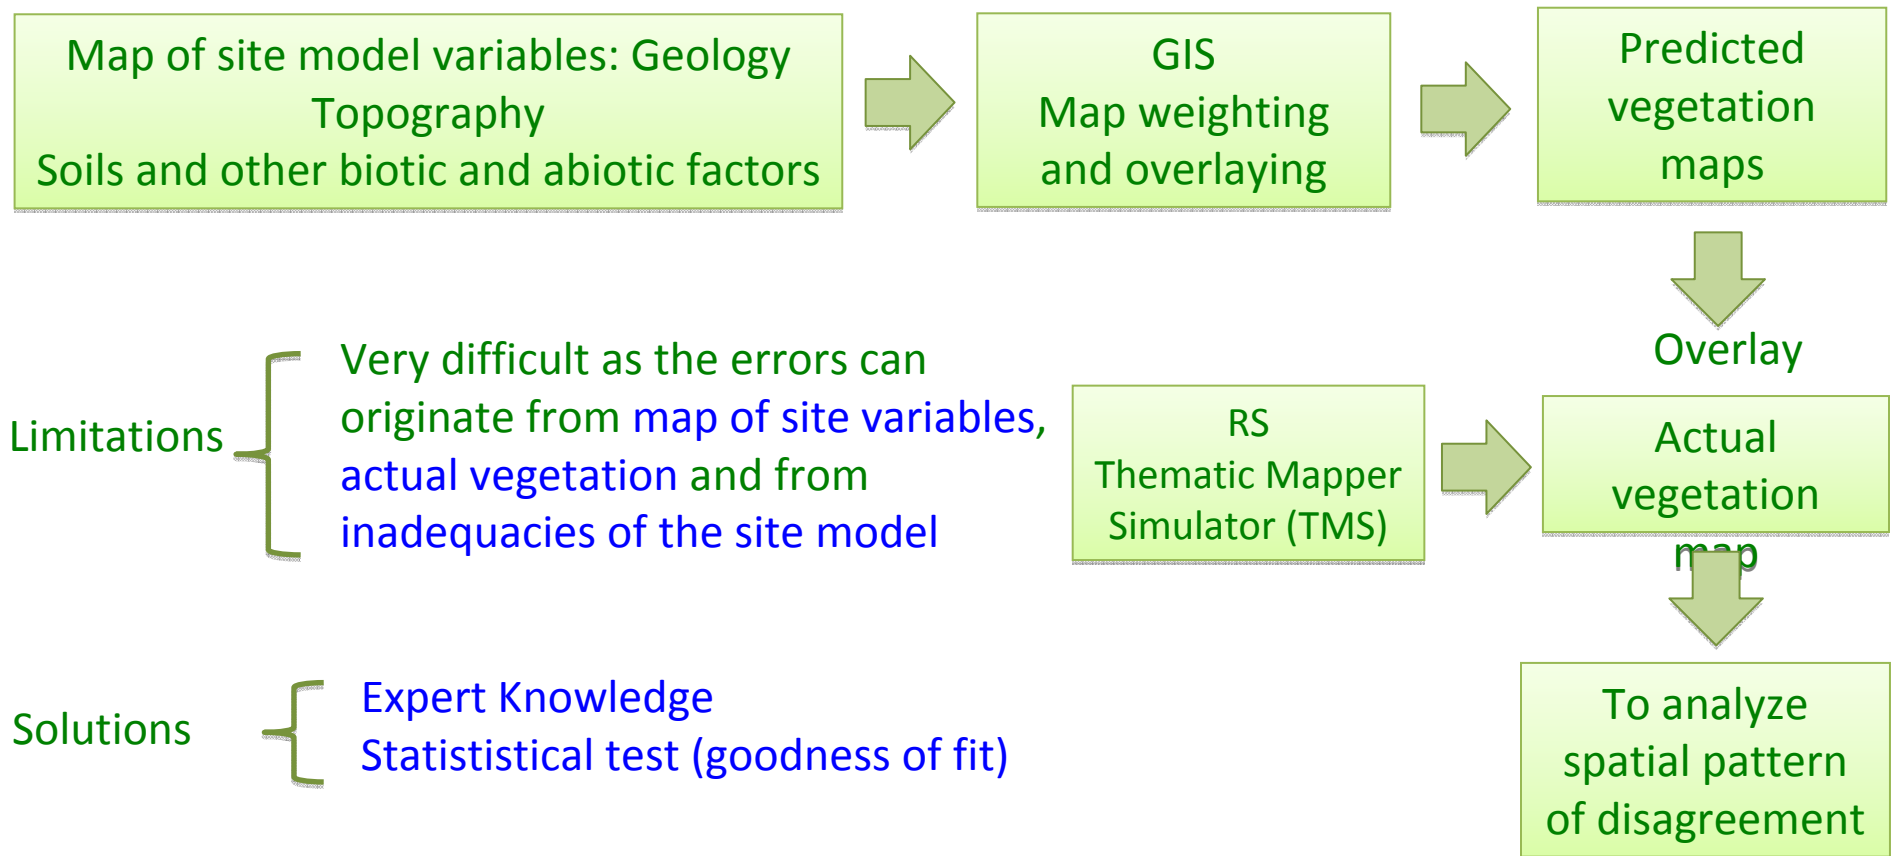 Map of site model variables: Geology
Topography
Soils and other biotic and abiotic factors
GIS
Map weighting
and overlaying
Predicted
vegetation
maps
Overlay
Limitations
Very difficult as the errors can
originate from map of site variables,
actual vegetation and from
inadequacies of the site model
RS
Thematic Mapper
Simulator (TMS)
Actual
vegetation
map
Solutions
Expert Knowledge
Statististical test (goodness of fit)
To analyze
spatial pattern
of disagreement